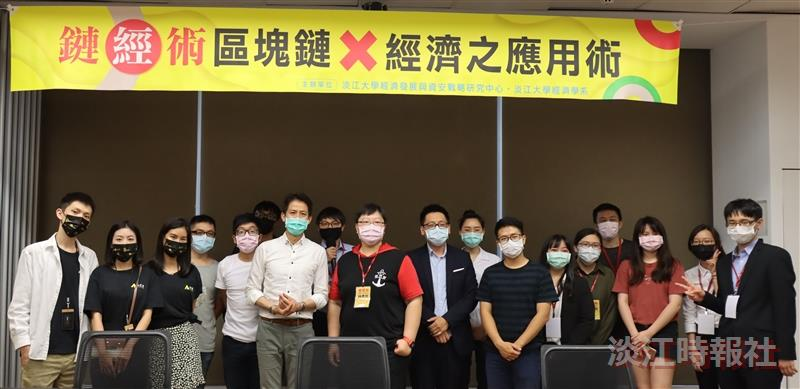 鏈經術 區塊鏈×經濟之應用術
主辦單位｜淡江大學經濟發展與資安戰略研究中心、淡江大學經濟學系
淡江時報社